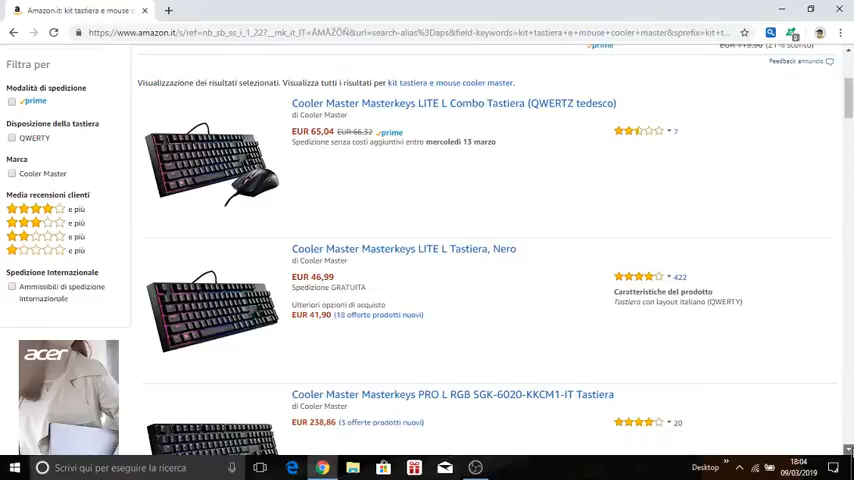 Amazon.it: kit tastiera e mouse c
https://www.amazon.it/s/ref=nb_sb_ss_i_1_22?__mk_it_IT=ÅMÅŽÕÑ&url=search-alias%3Daps&field-keywords=kit+tastiera+e+mouse+cooler+master&sprefix=kit+t...
prime
EUR 119,90 (21% sconto)
Feedback annuncio
Filtra per
Modalità di spedizione
prime
Disposizione della tastiera
QWERTY
Marca
Cooler Master
Media recensioni clienti
e più
e più
e più
e più
Spedizione Internazionale
Ammissibili di spedizione
internazionale
acer
Visualizzazione dei risultati selezionati. Visualizza tutti i risultati per kit tastiera e mouse cooler master.
Cooler Master Masterkeys LITE L Combo Tastiera (QWERTZ tedesco)
di Cooler Master
EUR 65,04 EUR 66,32 prime
Spedizione senza costi aggiuntivi entro mercoledì 13 marzo
7
Cooler Master Masterkeys LITE L Tastiera, Nero
di Cooler Master
EUR 46,99
Spedizione GRATUITA
Ulteriori opzioni di acquisto
EUR 41,90 (18 offerte prodotti nuovi)
422
Caratteristiche del prodotto
Tastiera con layout italiano (QWERTY)
Cooler Master Masterkeys PRO L RGB SGK-6020-KKCM1-IT Tastiera
di Cooler Master
EUR 238,86 (3 offerte prodotti nuovi)
20
Scrivi qui per eseguire la ricerca
Desktop
18:04
09/03/2019